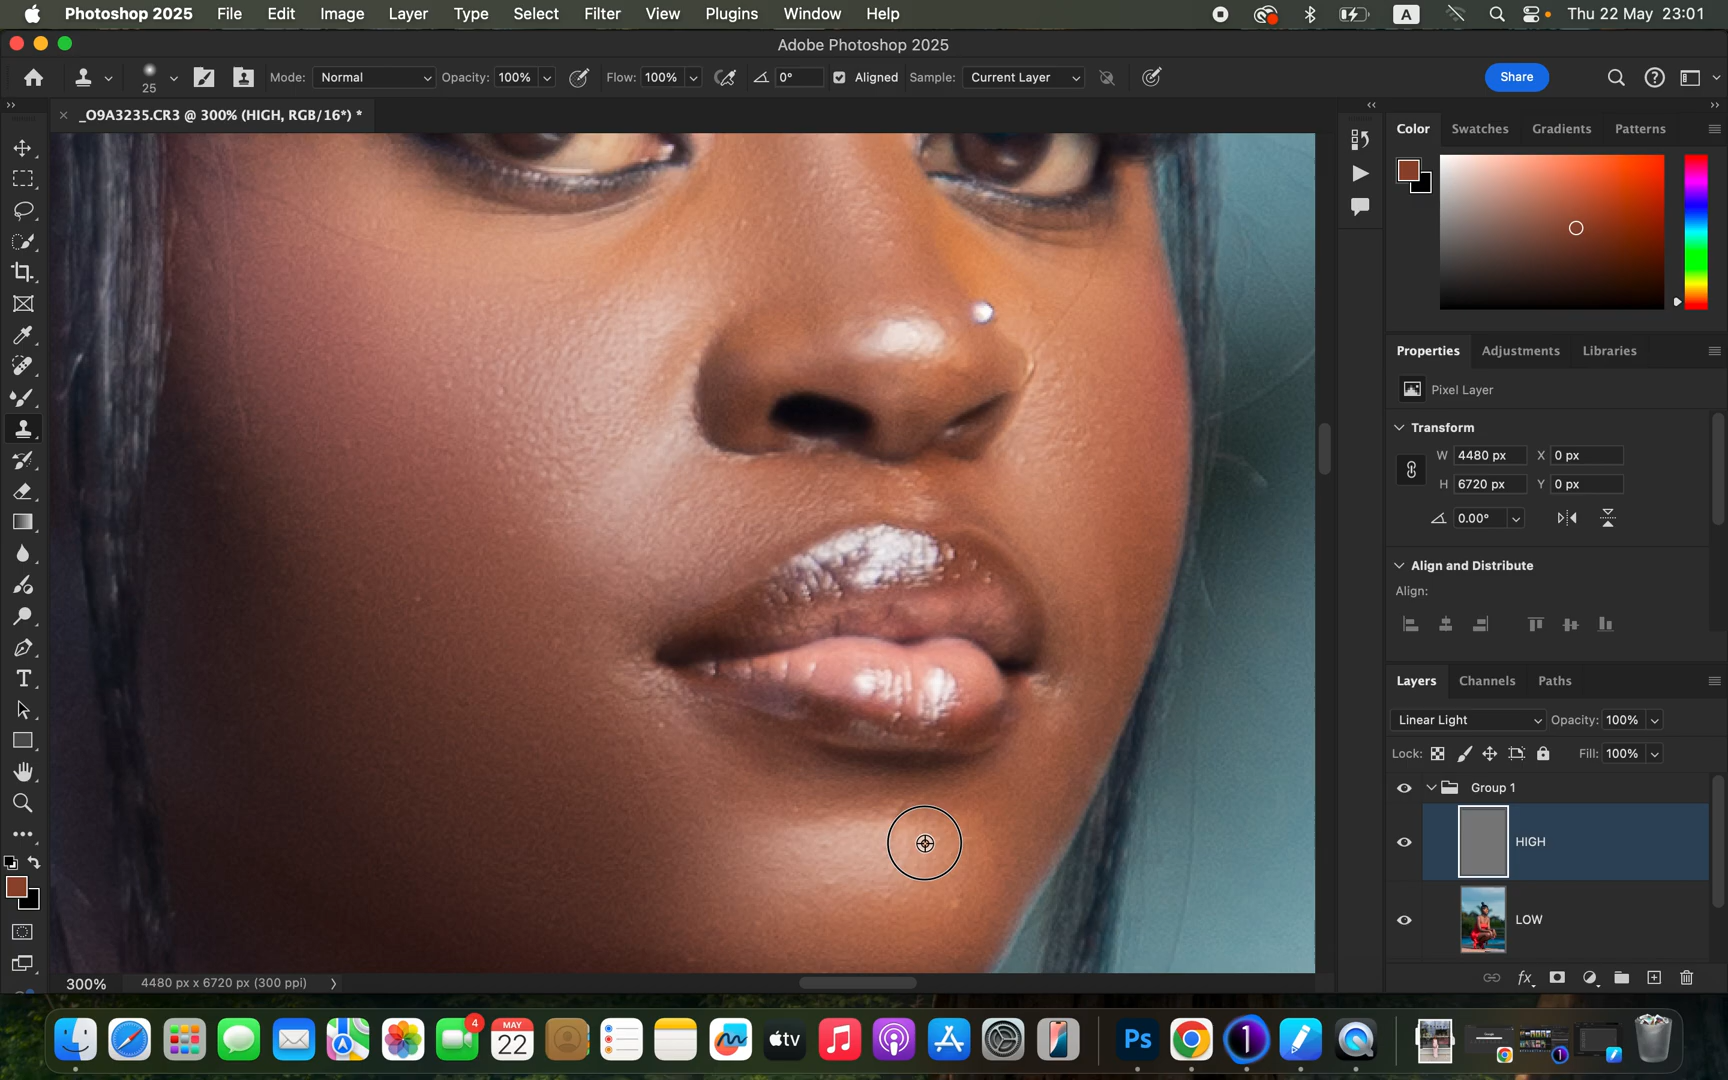 Photoshop 2025 File Edit Image Layer Type Select Filter View Plugins Window Help A Thu 22 May 23:01
Adobe Photoshop 2025
25 Mode: Normal Opacity: 100% Flow: 100% 0° Aligned Sample: Current Layer Share
_O9A3235.CR3 @ 300% (HIGH, RGB/16*) *
Color Swatches Gradients Patterns
Properties Adjustments Libraries
Pixel Layer
Transform
W 4480 px X 0 px
H 6720 px Y 0 px
0.00°
Align and Distribute
Align:
Layers Channels Paths
Linear Light Opacity: 100%
Lock: Fill: 100%
Group 1
HIGH
LOW
300% 4480 px x 6720 px (300 ppi)
4
MAY
22
tv
Ps
1